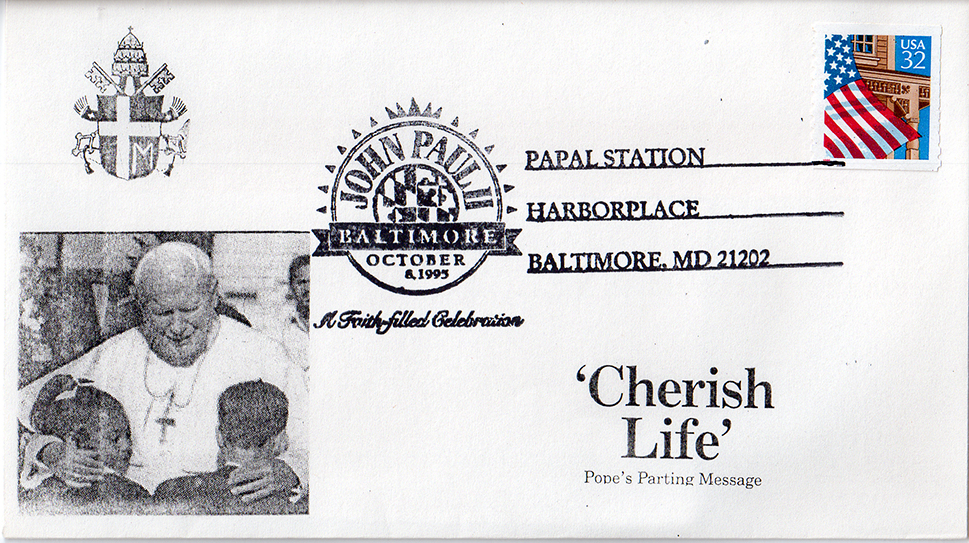 USA
32
M
JOHN PAUL II
BALTIMORE
OCTOBER
8, 1995
A Faith-filled Celebration
PAPAL STATION
HARBORPLACE
BALTIMORE, MD 21202
‘Cherish
Life’
Pope's Parting Message